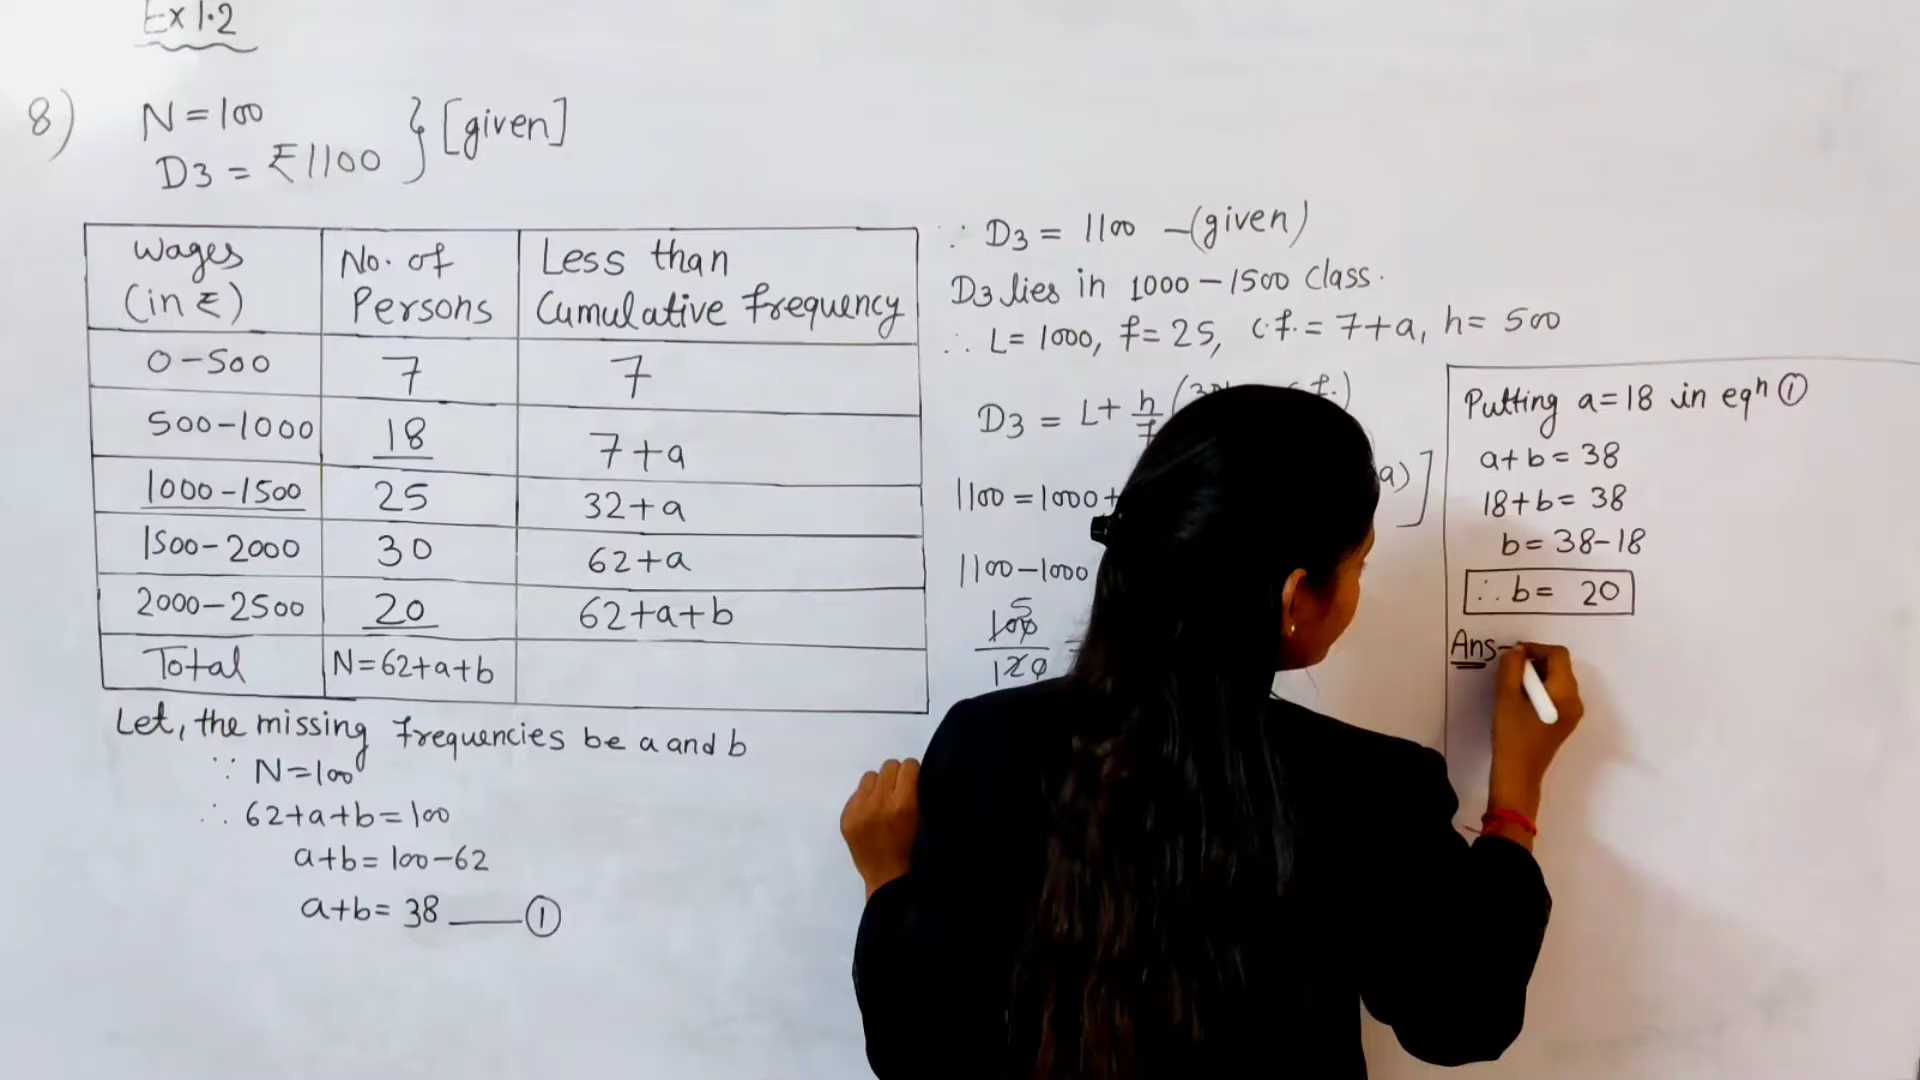 Ex 1.2
8) N=100
D3 = ₹1100 } [given]
Wages (in ₹) | No. of Persons | Less than Cumulative frequency
0-500 | 7 | 7
500-1000 | 18 | 7+a
1000-1500 | 25 | 32+a
1500-2000 | 30 | 62+a
2000-2500 | 20 | 62+a+b
Total | N=62+a+b
Let, the missing frequencies be a and b
∵ N=100
∴ 62+a+b=100
a+b=100-62
a+b= 38 —— ①
∵ D3 = 1100 -(given)
D3 lies in 1000-1500 class.
∴ L=1000, f=25, c.f.=7+a, h=500
D3 = L+ h
1100=1000+
a)]
1100-1000
5
100
120
=
Putting a=18 in eqn ①
a+b=38
18+b=38
b=38-18
∴ b= 20
Ans-